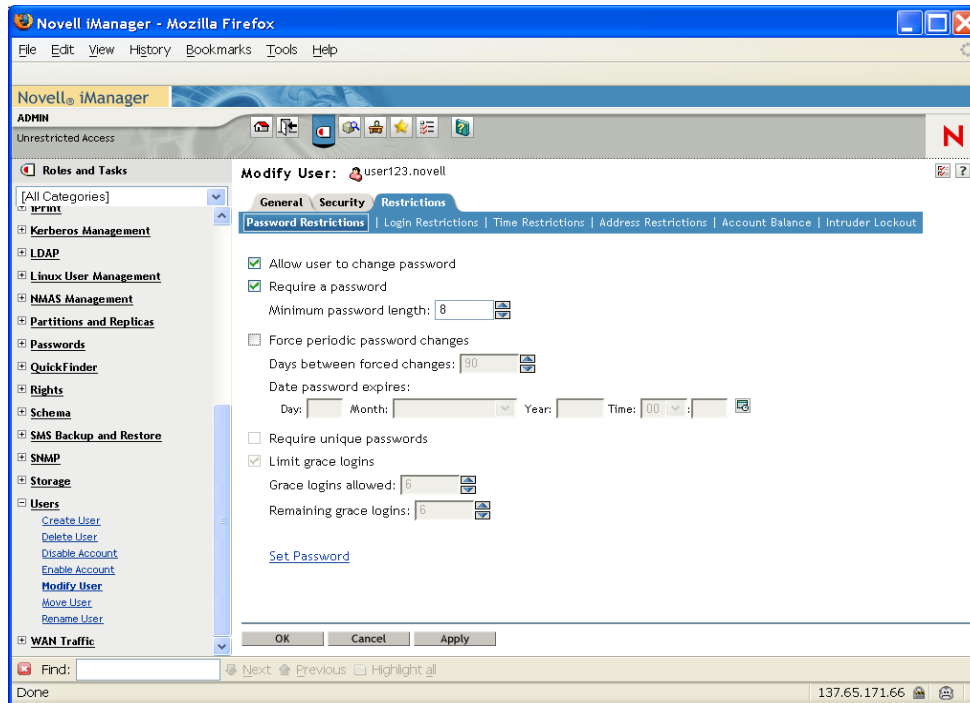 Novell iManager - Mozilla Firefox
File Edit View History Bookmarks Tools Help
Novell® iManager
ADMIN
Unrestricted Access
N
Roles and Tasks
[All Categories]
iPrint
Kerberos Management
LDAP
Linux User Management
NMAS Management
Partitions and Replicas
Passwords
QuickFinder
Rights
Schema
SMS Backup and Restore
SNMP
Storage
Users
Create User
Delete User
Disable Account
Enable Account
Modify User
Move User
Rename User
WAN Traffic
Modify User: user123.novell
?
General Security Restrictions
Password Restrictions | Login Restrictions | Time Restrictions | Address Restrictions | Account Balance | Intruder Lockout
Allow user to change password
Require a password
Minimum password length: 8
Force periodic password changes
Days between forced changes: 90
Date password expires:
Day: Month: Year: Time: 00 :
Require unique passwords
Limit grace logins
Grace logins allowed: 6
Remaining grace logins: 6
Set Password
OK Cancel Apply
Find: Next Previous Highlight all
Done 137.65.171.66